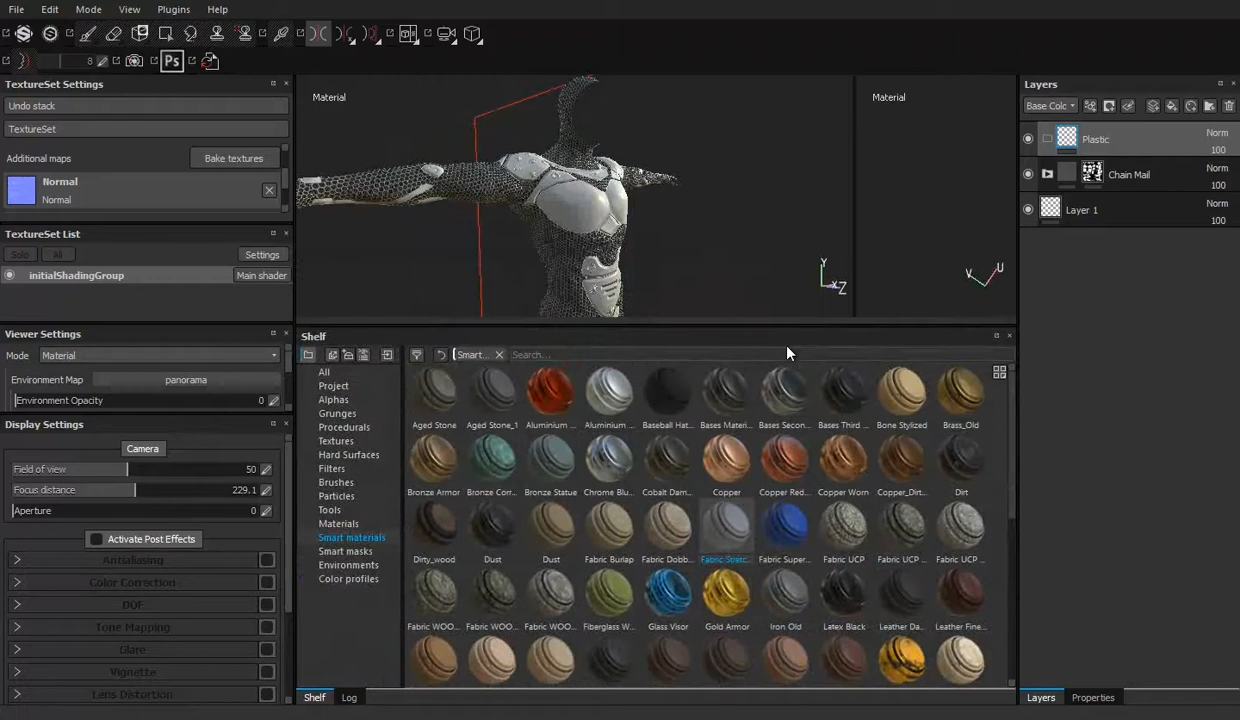 File Edit Mode View Plugins Help
8 Ps
TextureSet Settings
Undo stack
TextureSet
Additional maps Bake textures
Normal
Normal
TextureSet List
Solo All Settings
initialShadingGroup Main shader
Viewer Settings
Mode Material
Environment Map panorama
Environment Opacity 0
Display Settings
Camera
Field of view 50
Focus distance 229.1
Aperture 0
Activate Post Effects
Antialiasing
Color Correction
DOF
Tone Mapping
Glare
Vignette
Lens Distortion
Material
Y
X Z
Material
V U
Shelf
Smart... Search...
All
Project
Alphas
Grunges
Procedurals
Textures
Hard Surfaces
Filters
Brushes
Particles
Tools
Materials
Smart materials
Smart masks
Environments
Color profiles
Aged Stone Aged Stone_1 Aluminium ... Aluminium ... Baseball Hat... Bases Materi... Bases Secon... Bases Third ... Bone Stylized Brass_Old
Bronze Armor Bronze Corr... Bronze Statue Chrome Blu... Cobalt Dam... Copper Copper Red... Copper Worn Copper_Dirt... Dirt
Dirty_wood Dust Dust Fabric Burlap Fabric Dobb... Fabric Stretc... Fabric Super... Fabric UCP Fabric UCP ... Fabric UCP ...
Fabric WOO... Fabric WOO... Fabric WOO... Fiberglass W... Glass Visor Gold Armor Iron Old Latex Black Leather Da... Leather Fine...
Shelf Log
Layers
Base Colc
Plastic Norm
100
Chain Mail Norm
100
Layer 1 Norm
100
Layers Properties